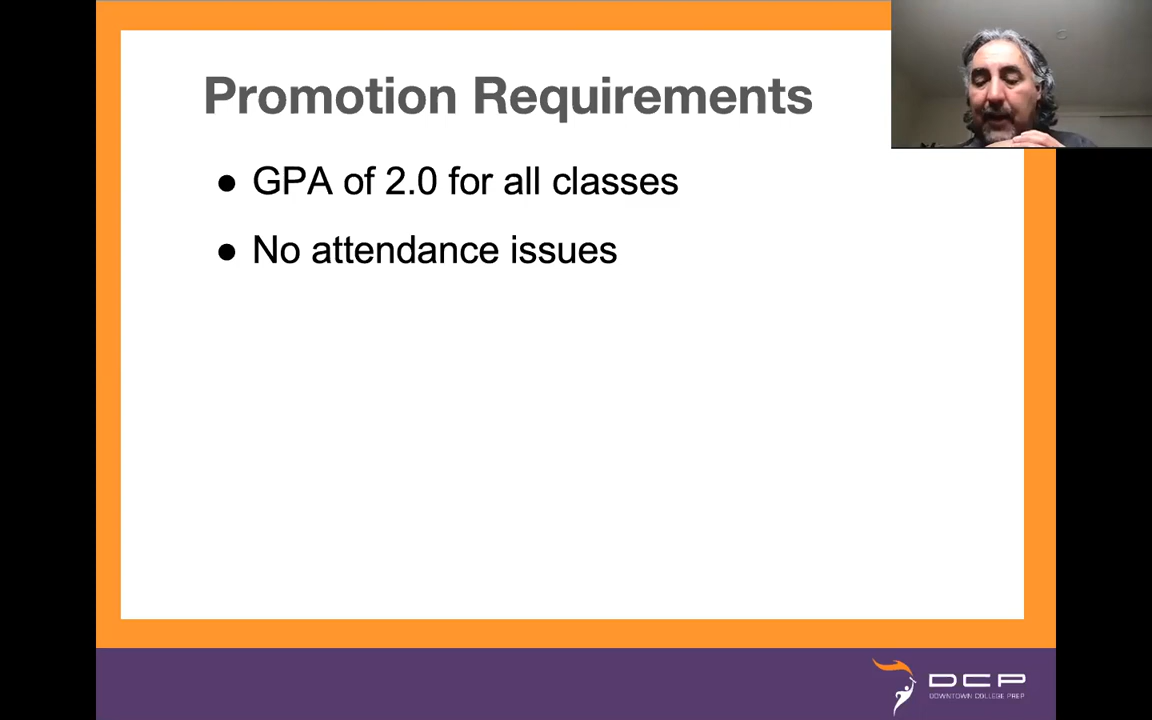 Promotion Requirements
● GPA of 2.0 for all classes
● No attendance issues
DCP
DOWNTOWN COLLEGE PREP